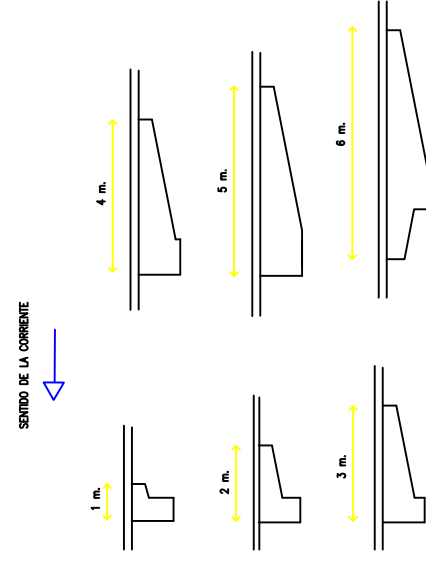 SENTIDO DE LA CORRIENTE
4 m.
5 m.
6 m.
1 m.
2 m.
3 m.